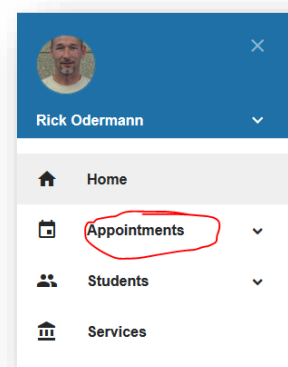 Rick Odermann
Home
Appointments
Students
Services